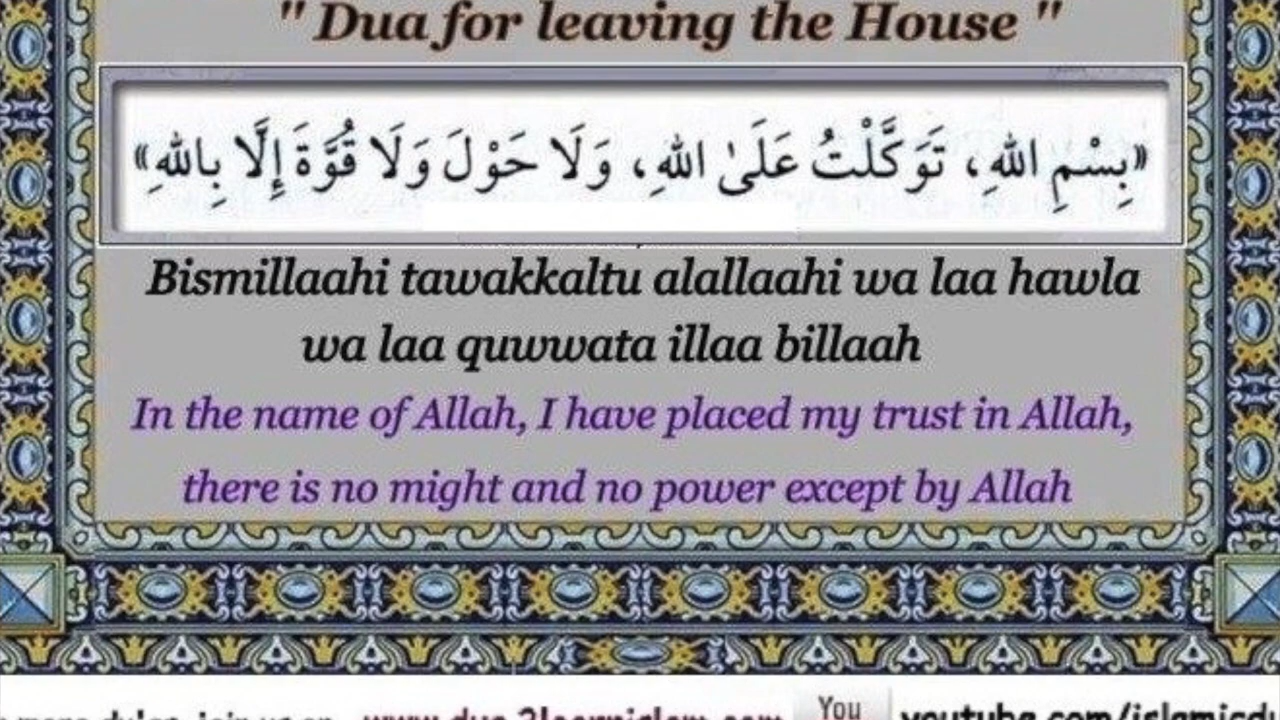 " Dua for leaving the House "
«بِسْمِ اللهِ، تَوَكَّلْتُ عَلَىٰ اللهِ، وَلَا حَوْلَ وَلَا قُوَّةَ إِلَّا بِاللهِ»
Bismillaahi tawakkaltu alallaahi wa laa hawla
wa laa quwwata illaa billaah
In the name of Allah, I have placed my trust in Allah,
there is no might and no power except by Allah
You